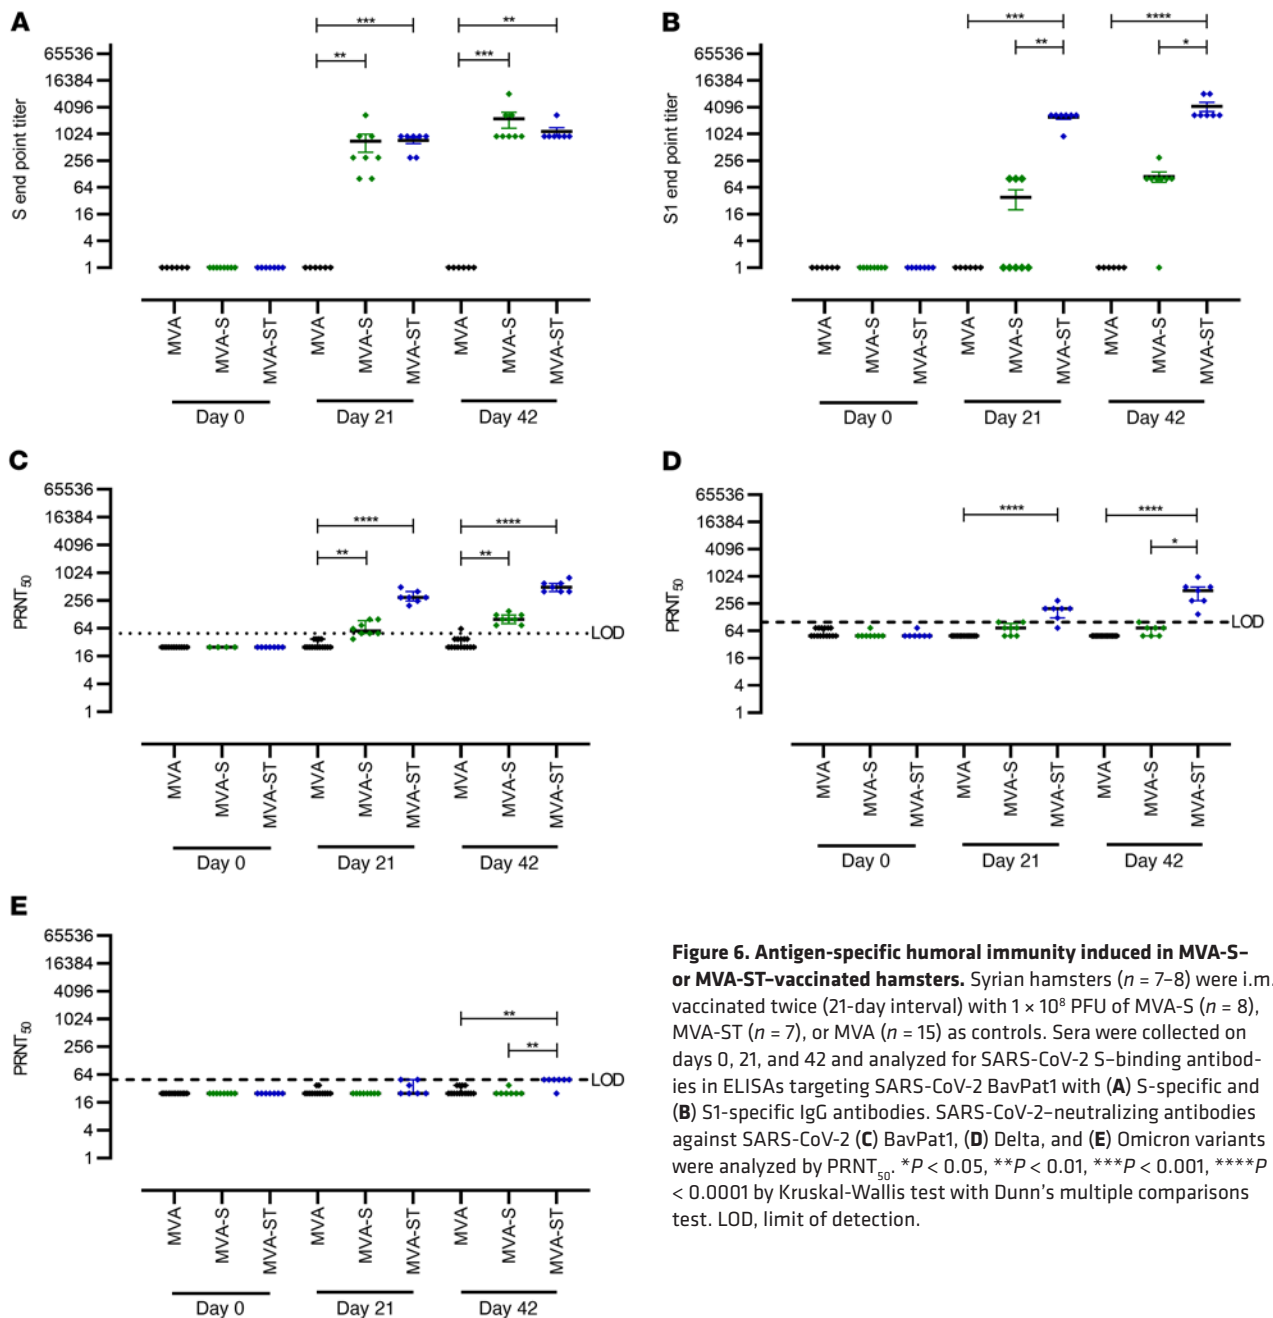 A
S end point titer
65536
16384
4096
1024
256
64
16
4
1
***
**
**
***
MVA
MVA-S
MVA-ST
MVA
MVA-S
MVA-ST
MVA
MVA-S
MVA-ST
Day 0
Day 21
Day 42
B
S1 end point titer
65536
16384
4096
1024
256
64
16
4
1
***
**
****
*
MVA
MVA-S
MVA-ST
MVA
MVA-S
MVA-ST
MVA
MVA-S
MVA-ST
Day 0
Day 21
Day 42
C
PRNT50
65536
16384
4096
1024
256
64
16
4
1
****
**
****
**
LOD
MVA
MVA-S
MVA-ST
MVA
MVA-S
MVA-ST
MVA
MVA-S
MVA-ST
Day 0
Day 21
Day 42
D
PRNT50
65536
16384
4096
1024
256
64
16
4
1
****
****
*
LOD
MVA
MVA-S
MVA-ST
MVA
MVA-S
MVA-ST
MVA
MVA-S
MVA-ST
Day 0
Day 21
Day 42
E
PRNT50
65536
16384
4096
1024
256
64
16
4
1
**
**
LOD
MVA
MVA-S
MVA-ST
MVA
MVA-S
MVA-ST
MVA
MVA-S
MVA-ST
Day 0
Day 21
Day 42
Figure 6. Antigen-specific humoral immunity induced in MVA-S–
or MVA-ST–vaccinated hamsters. Syrian hamsters (n = 7–8) were i.m.
vaccinated twice (21-day interval) with 1 × 10⁸ PFU of MVA-S (n = 8),
MVA-ST (n = 7), or MVA (n = 15) as controls. Sera were collected on
days 0, 21, and 42 and analyzed for SARS-CoV-2 S–binding antibod-
ies in ELISAs targeting SARS-CoV-2 BavPat1 with (A) S-specific and
(B) S1-specific IgG antibodies. SARS-CoV-2–neutralizing antibodies
against SARS-CoV-2 (C) BavPat1, (D) Delta, and (E) Omicron variants
were analyzed by PRNT50. *P < 0.05, **P < 0.01, ***P < 0.001, ****P
< 0.0001 by Kruskal-Wallis test with Dunn's multiple comparisons
test. LOD, limit of detection.